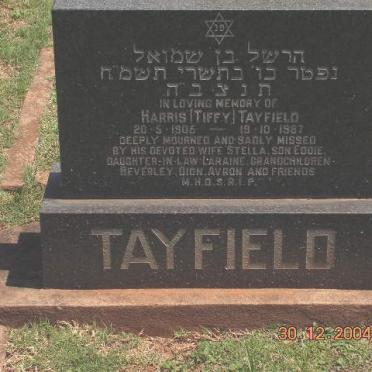 פנ
הרשל בן שמואל
נפטר כו בתשרי תשמ״ח
ת נ צ ב ה
IN LOVING MEMORY OF
HARRIS (TIFFY) TAYFIELD
20-5-1906 — 19-10-1987
DEEPLY MOURNED AND SADLY MISSED
BY HIS DEVOTED WIFE STELLA, SON EDDIE,
DAUGHTER-IN-LAW LARAINE, GRANDCHILDREN-
BEVERLEY, DION, AVRON AND FRIENDS
M.H.D.S.R.I.P.
TAYFIELD
30.12.2004